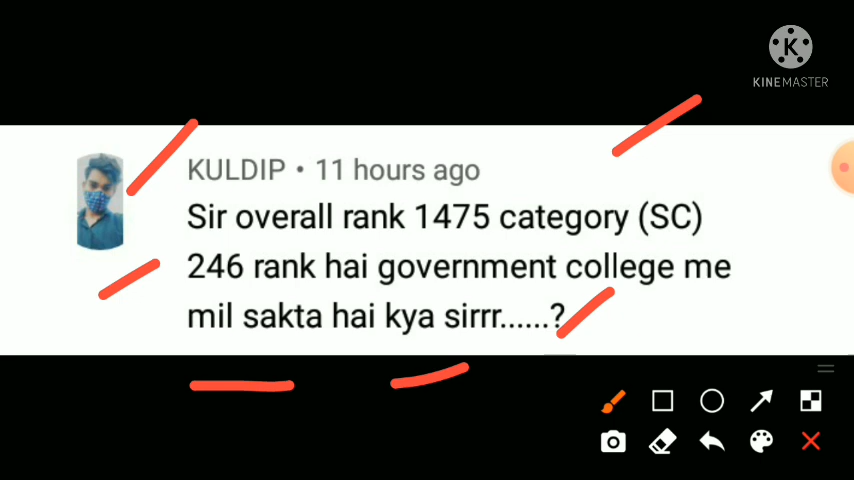 K
KINEMASTER
KULDIP • 11 hours ago
Sir overall rank 1475 category (SC)
246 rank hai government college me
mil sakta hai kya sirrr......?